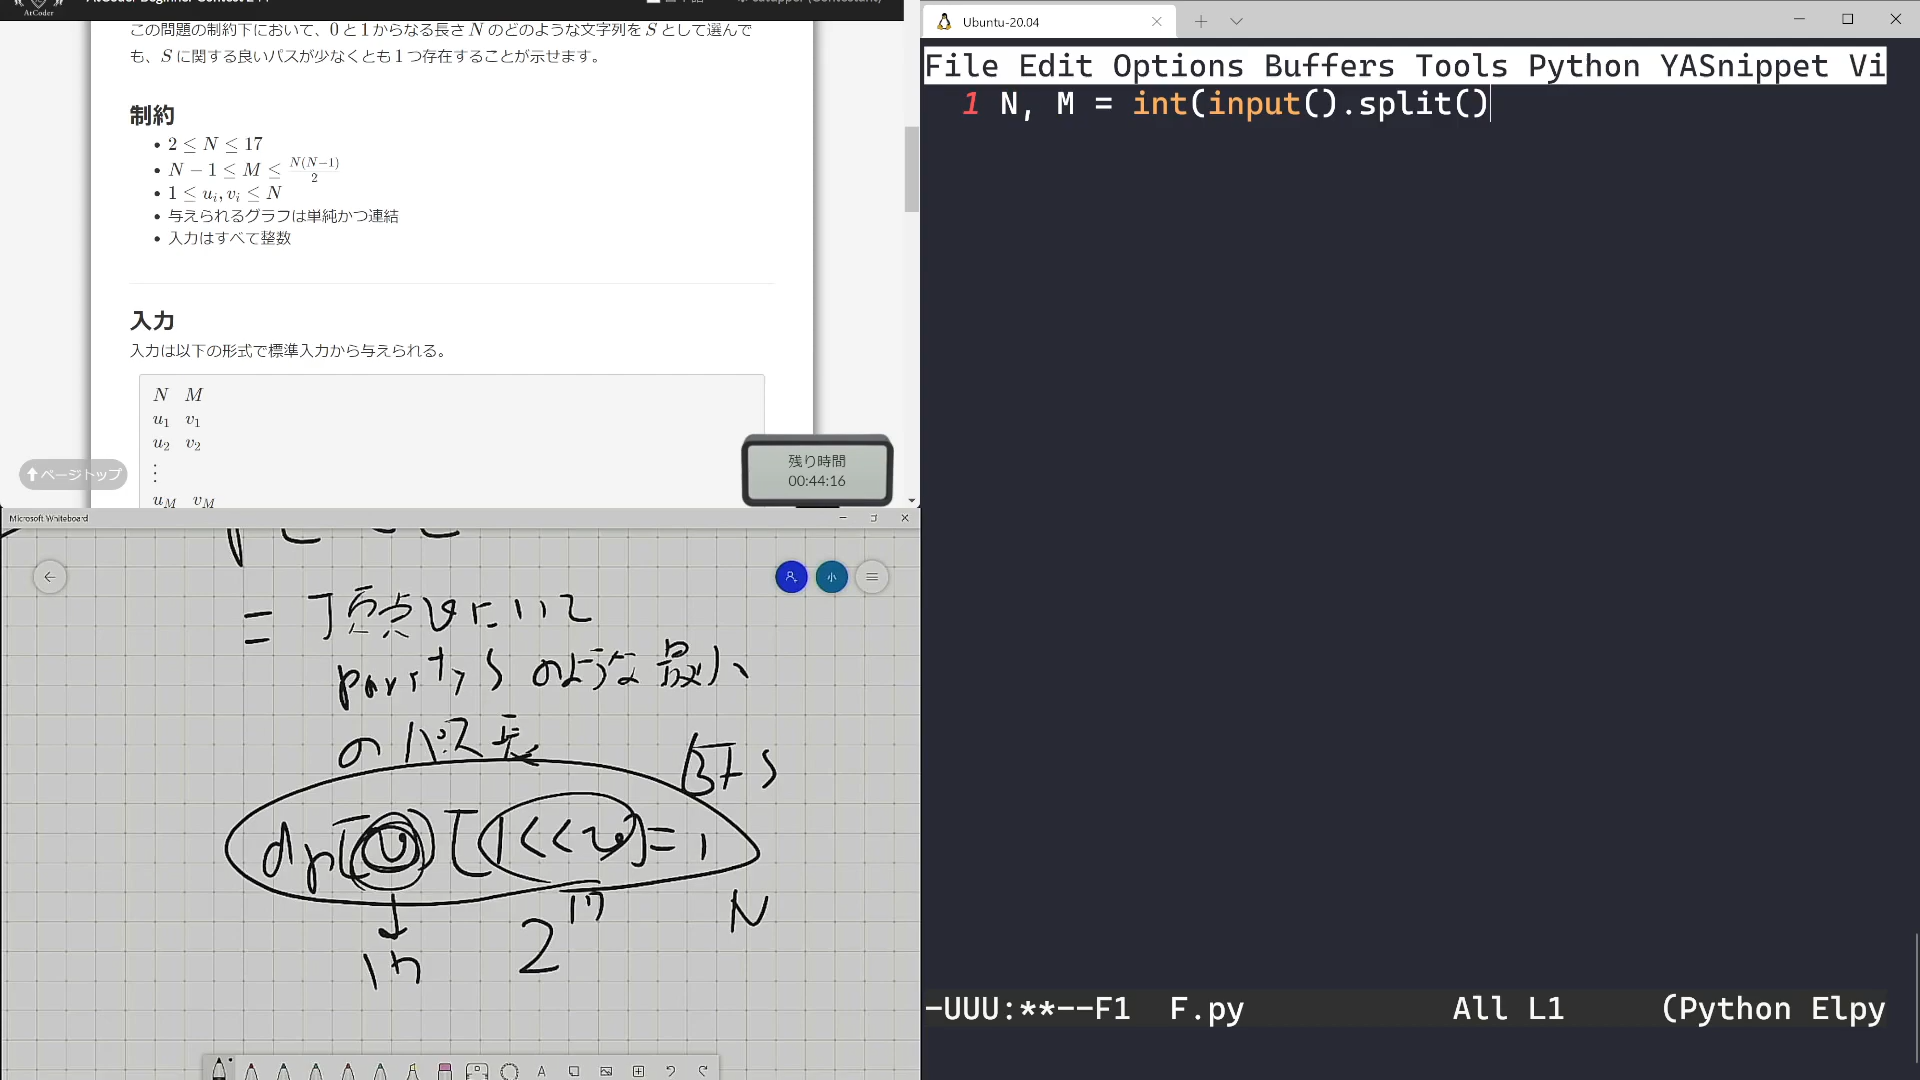 この問題の制約下において、0 と 1 からなる長さ N のどのような文字列を S として選んで
も、S に関する良いパスが少なくとも 1 つ存在することが示せます。
制約
• 2 ≤ N ≤ 17
• N − 1 ≤ M ≤ N(N−1)/2
• 1 ≤ uᵢ, vᵢ ≤ N
• 与えられるグラフは単純かつ連結
• 入力はすべて整数
入力
入力は以下の形式で標準入力から与えられる。
N M
u₁ v₁
u₂ v₂
⋮
u_M v_M
ページトップ
残り時間
00:44:16
AtCoder
Microsoft Whiteboard
小
= 頂点vにいて
parity S のような最小
のパス長
BFS
dp[v][1<<v]=1
17
2^17
N
Ubuntu-20.04
File Edit Options Buffers Tools Python YASnippet Vi
1 N, M = int(input().split()
-UUU:**--F1 F.py All L1 (Python Elpy